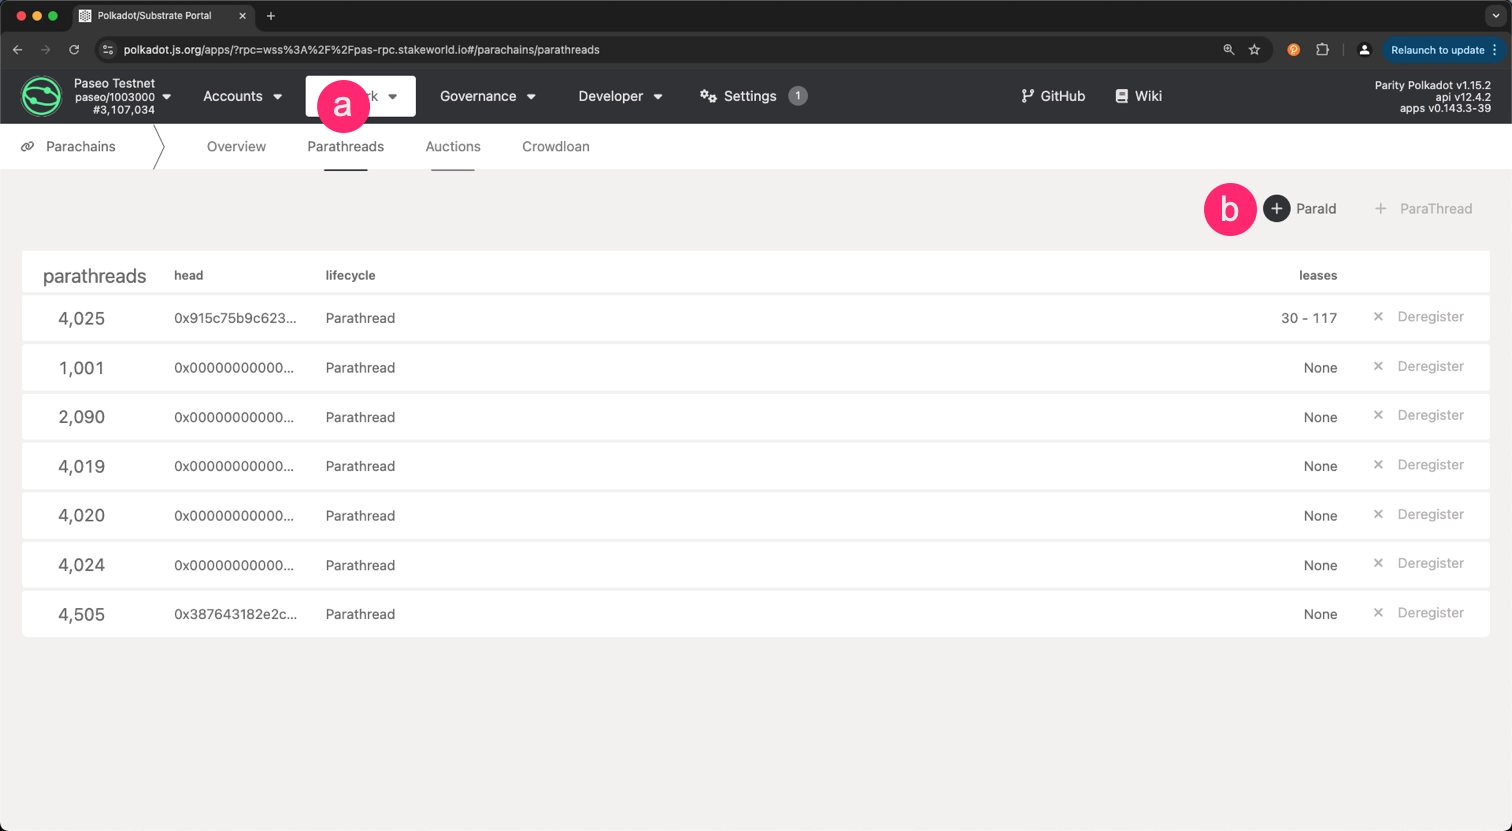 Polkadot/Substrate Portal
polkadot.js.org/apps/?rpc=wss%3A%2F%2Fpas-rpc.stakeworld.io#/parachains/parathreads
Relaunch to update
Paseo Testnet
paseo/1003000
#3,107,034
Accounts
a
rk
Governance
Developer
Settings
1
GitHub
Wiki
Parity Polkadot v1.15.2
api v12.4.2
apps v0.143.3-39
Parachains
Overview
Parathreads
Auctions
Crowdloan
b
+ ParaId
+ ParaThread
parathreads head lifecycle leases
4,025 0x915c75b9c623... Parathread 30 - 117 × Deregister
1,001 0x00000000000... Parathread None × Deregister
2,090 0x00000000000... Parathread None × Deregister
4,019 0x00000000000... Parathread None × Deregister
4,020 0x00000000000... Parathread None × Deregister
4,024 0x00000000000... Parathread None × Deregister
4,505 0x387643182e2c... Parathread None × Deregister